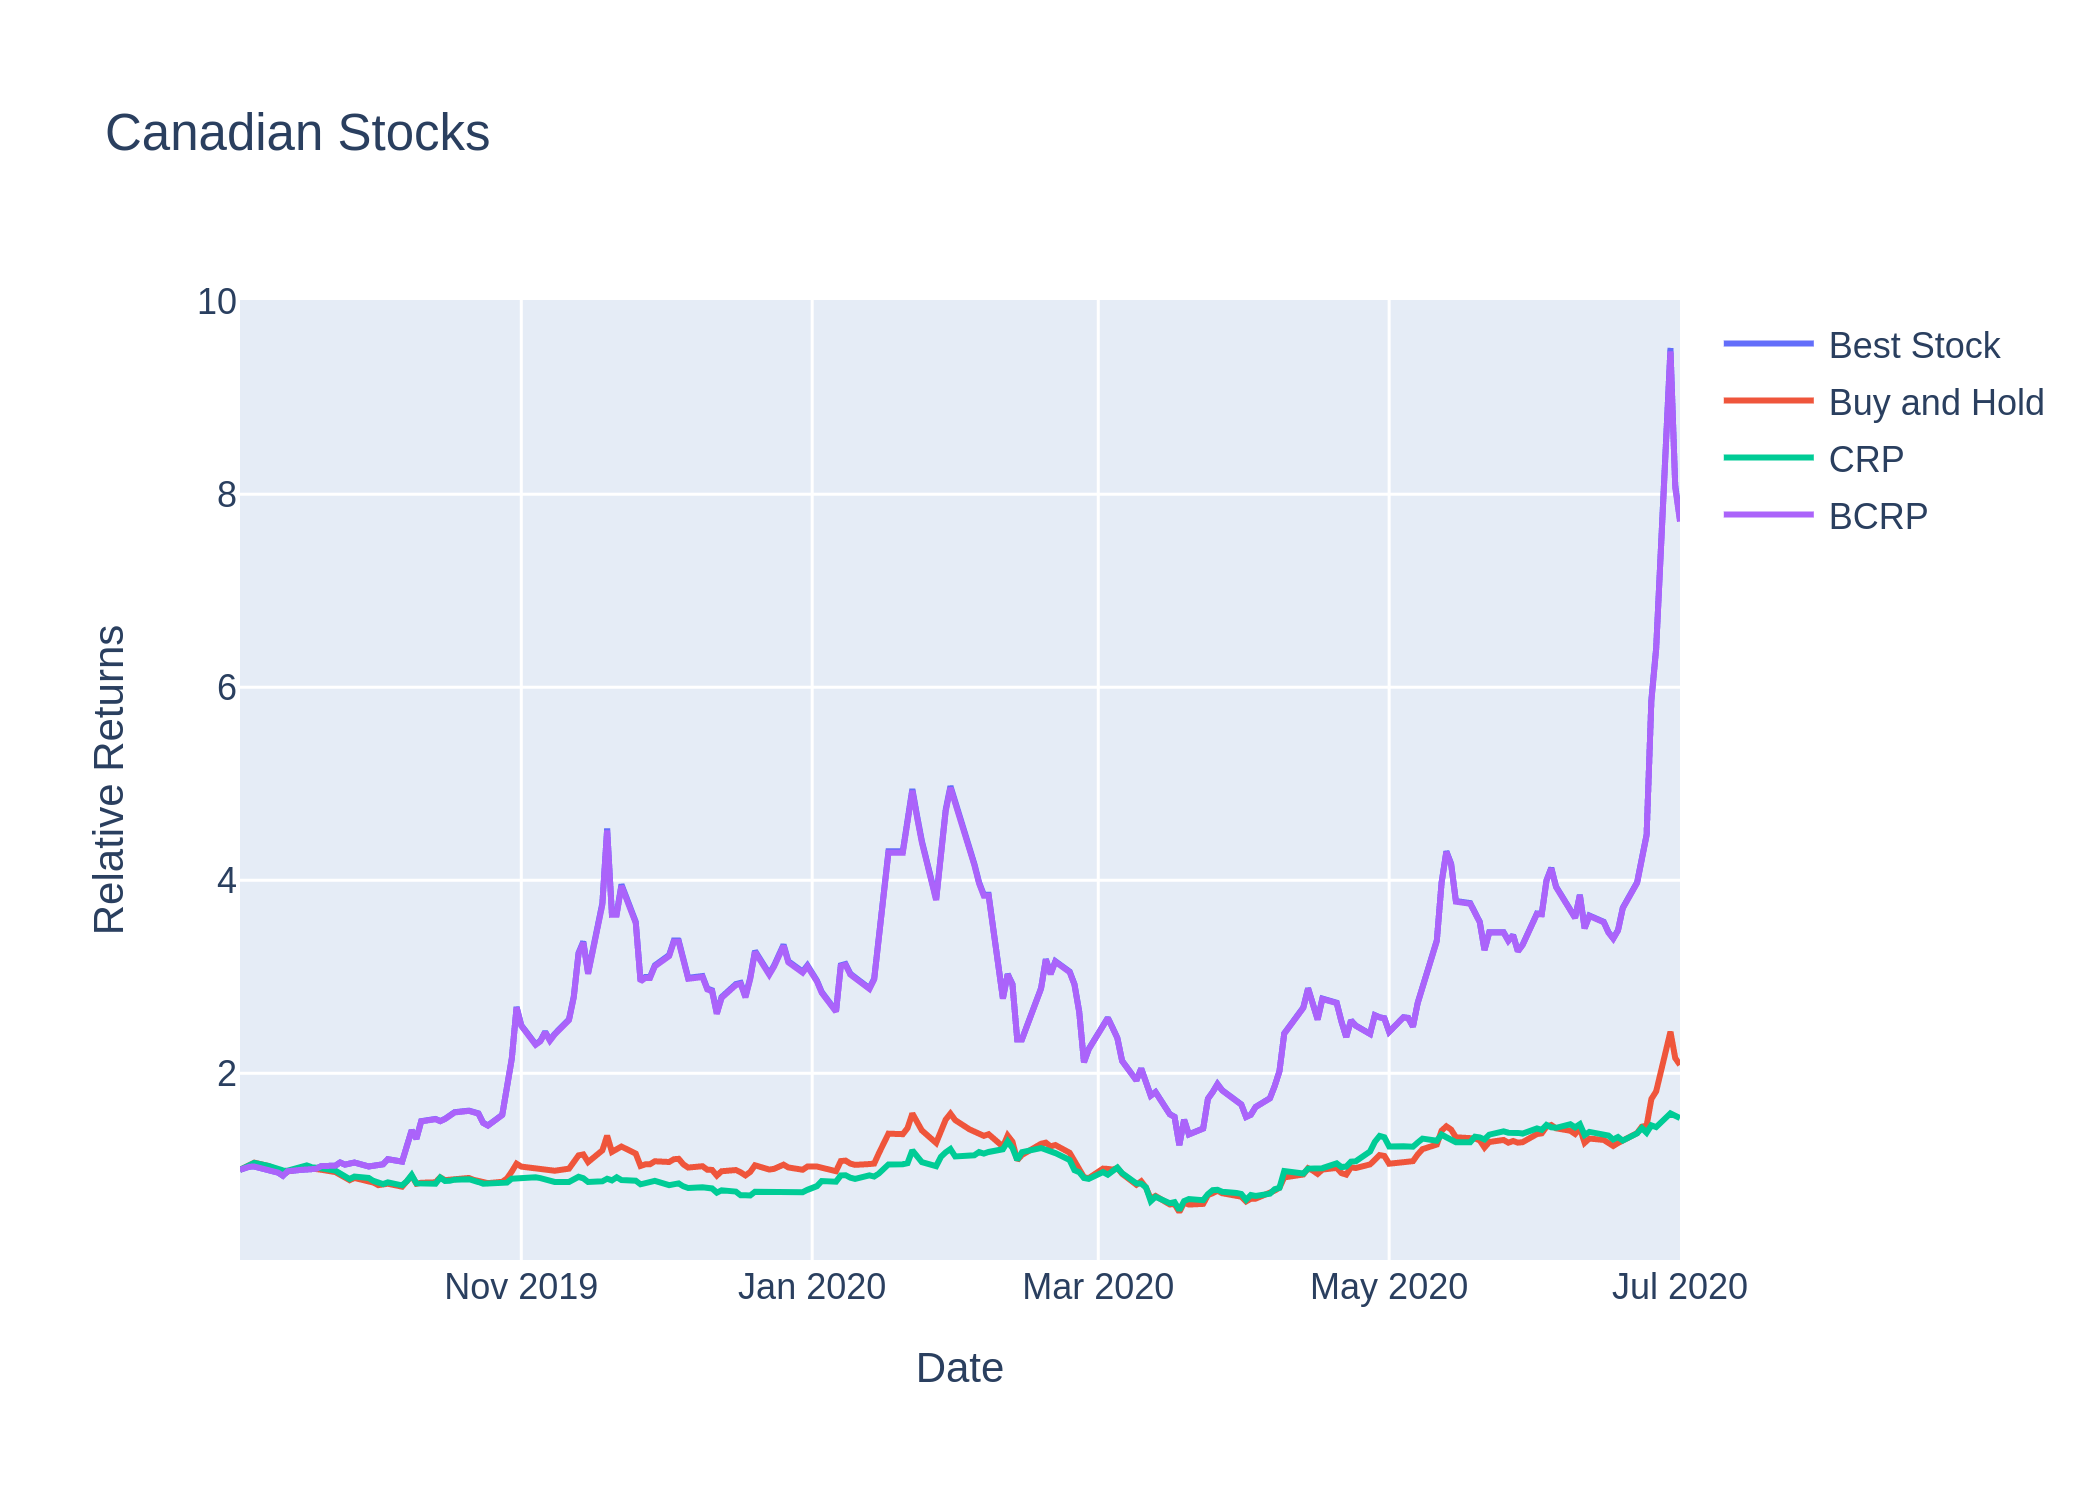 Canadian Stocks
10
8
6
4
2
Relative Returns
Nov 2019
Jan 2020
Mar 2020
May 2020
Jul 2020
Date
Best Stock
Buy and Hold
CRP
BCRP